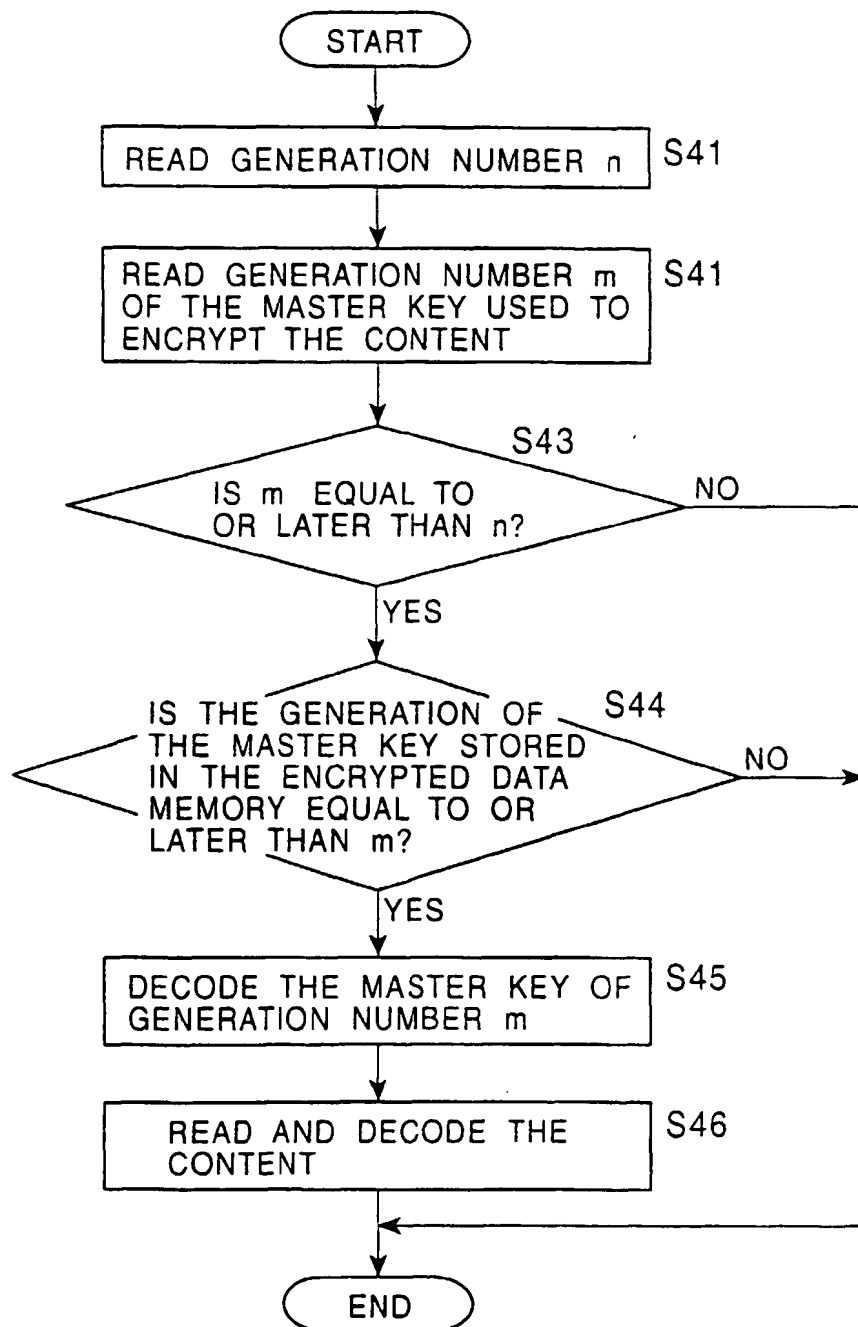 START
READ GENERATION NUMBER n
S41
READ GENERATION NUMBER m
OF THE MASTER KEY USED TO
ENCRYPT THE CONTENT
S41
S43
IS m EQUAL TO
OR LATER THAN n?
NO
YES
S44
IS THE GENERATION OF
THE MASTER KEY STORED
IN THE ENCRYPTED DATA
MEMORY EQUAL TO OR
LATER THAN m?
NO
YES
DECODE THE MASTER KEY OF
GENERATION NUMBER m
S45
READ AND DECODE THE
CONTENT
S46
END